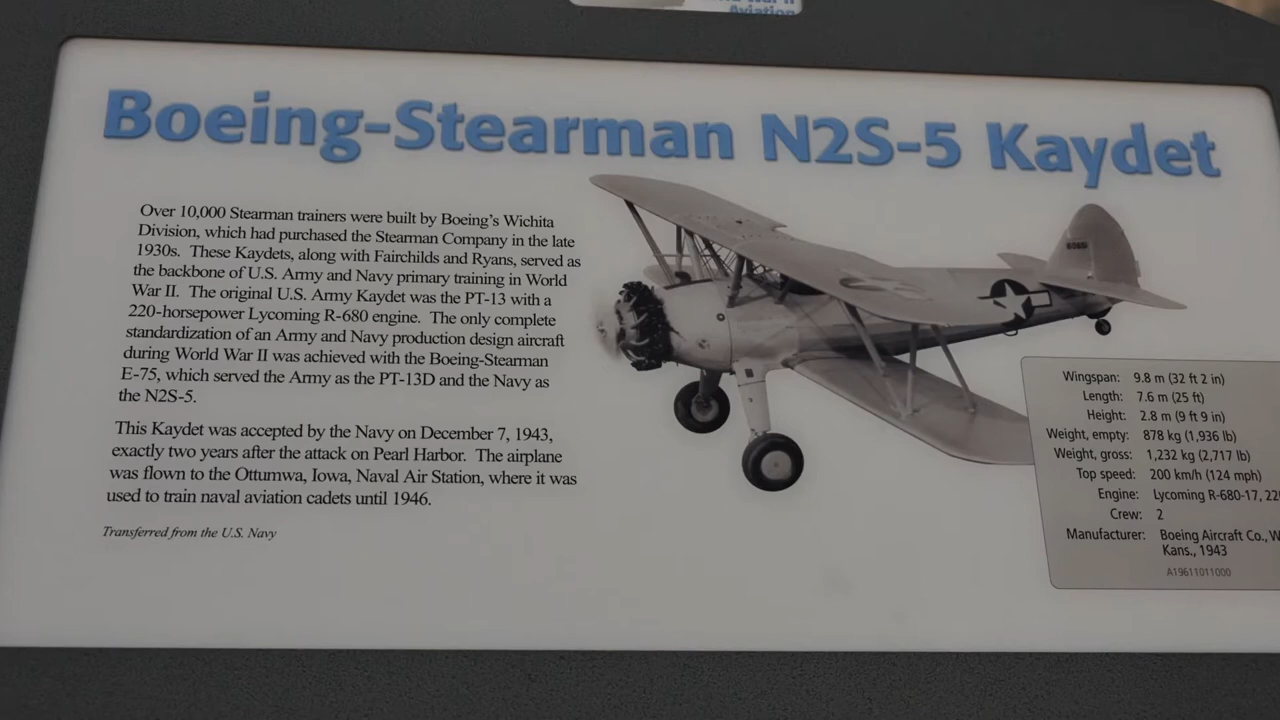 Aviation
Boeing-Stearman N2S-5 Kaydet
Over 10,000 Stearman trainers were built by Boeing's Wichita
Division, which had purchased the Stearman Company in the late
1930s. These Kaydets, along with Fairchilds and Ryans, served as
the backbone of U.S. Army and Navy primary training in World
War II. The original U.S. Army Kaydet was the PT-13 with a
220-horsepower Lycoming R-680 engine. The only complete
standardization of an Army and Navy production design aircraft
during World War II was achieved with the Boeing-Stearman
E-75, which served the Army as the PT-13D and the Navy as
the N2S-5.
This Kaydet was accepted by the Navy on December 7, 1943,
exactly two years after the attack on Pearl Harbor. The airplane
was flown to the Ottumwa, Iowa, Naval Air Station, where it was
used to train naval aviation cadets until 1946.
Transferred from the U.S. Navy
Wingspan: 9.8 m (32 ft 2 in)
Length: 7.6 m (25 ft)
Height: 2.8 m (9 ft 9 in)
Weight, empty: 878 kg (1,936 lb)
Weight, gross: 1,232 kg (2,717 lb)
Top speed: 200 km/h (124 mph)
Engine: Lycoming R-680-17, 22
Crew: 2
Manufacturer: Boeing Aircraft Co., W
Kans., 1943
A19611011000